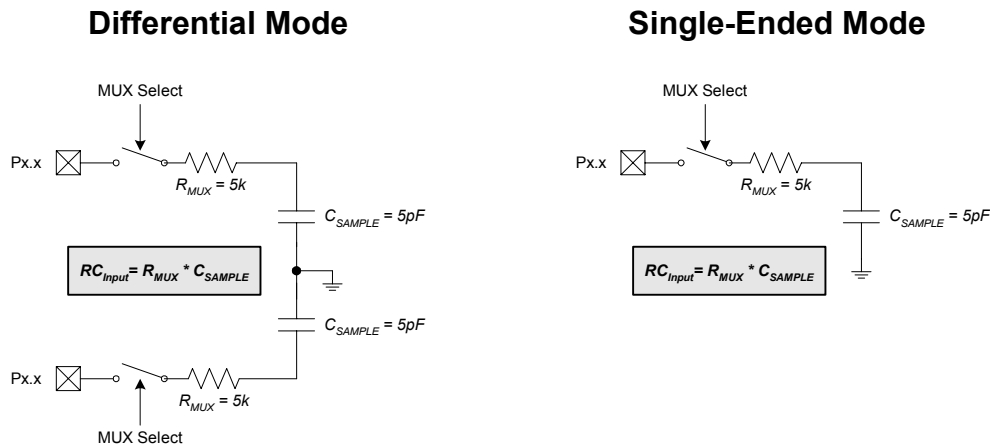 Differential Mode
MUX Select
Px.x
R_MUX = 5k
C_SAMPLE = 5pF
RC_Input= R_MUX * C_SAMPLE
C_SAMPLE = 5pF
Px.x
R_MUX = 5k
MUX Select
Single-Ended Mode
MUX Select
Px.x
R_MUX = 5k
C_SAMPLE = 5pF
RC_Input= R_MUX * C_SAMPLE